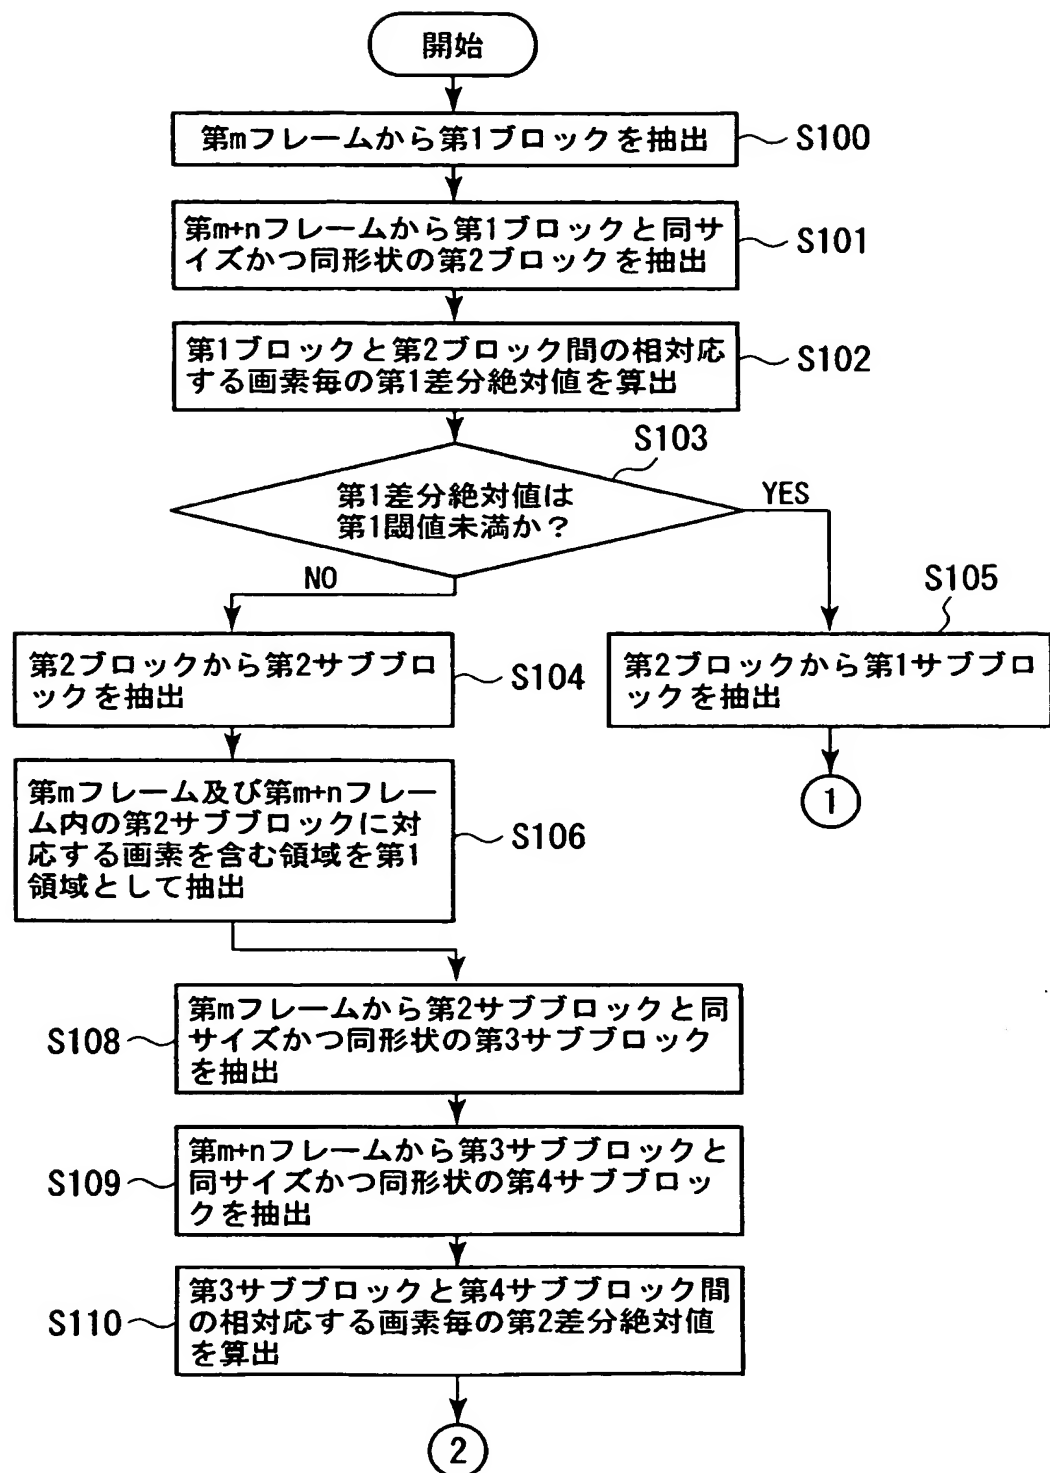 開始
第mフレームから第1ブロックを抽出
S100
第m+nフレームから第1ブロックと同サ
イズかつ同形状の第2ブロックを抽出
S101
第1ブロックと第2ブロック間の相対応
する画素毎の第1差分絶対値を算出
S102
S103
第1差分絶対値は
第1閾値未満か？
YES
NO
S105
第2ブロックから第2サブブロ
ックを抽出
S104
第2ブロックから第1サブブロ
ックを抽出
1
第mフレーム及び第m+nフレー
ム内の第2サブブロックに対
応する画素を含む領域を第1
領域として抽出
S106
第mフレームから第2サブブロックと同
サイズかつ同形状の第3サブブロック
を抽出
S108
第m+nフレームから第3サブブロックと
同サイズかつ同形状の第4サブブロッ
クを抽出
S109
第3サブブロックと第4サブブロック間
の相対応する画素毎の第2差分絶対値
を算出
S110
2